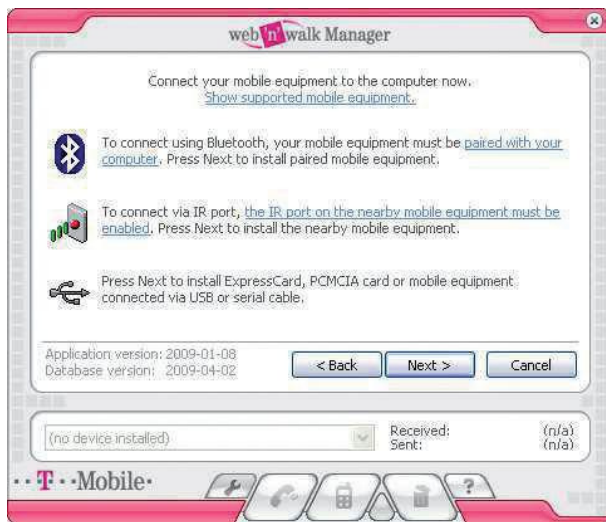 web'n'walk Manager
Connect your mobile equipment to the computer now.
Show supported mobile equipment.
To connect using Bluetooth, your mobile equipment must be paired with your
computer. Press Next to install paired mobile equipment.
To connect via IR port, the IR port on the nearby mobile equipment must be
enabled. Press Next to install the nearby mobile equipment.
Press Next to install ExpressCard, PCMCIA card or mobile equipment
connected via USB or serial cable.
Application version: 2009-01-08
Database version: 2009-04-02
< Back
Next >
Cancel
(no device installed)
Received: (n/a)
Sent: (n/a)
··T··Mobile·
?